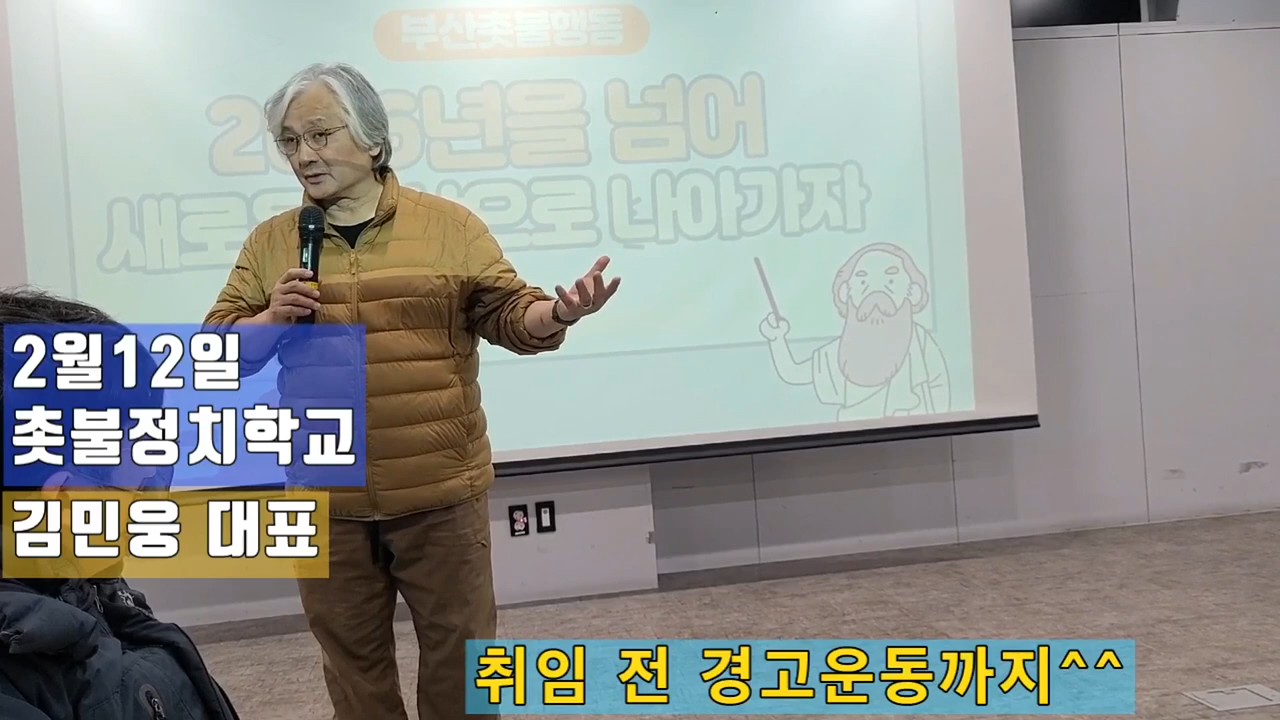 부산촛불행동
년을 넘어
나아가자
2월12일
촛불정치학교
김민웅 대표
취임 전 경고운동까지^^